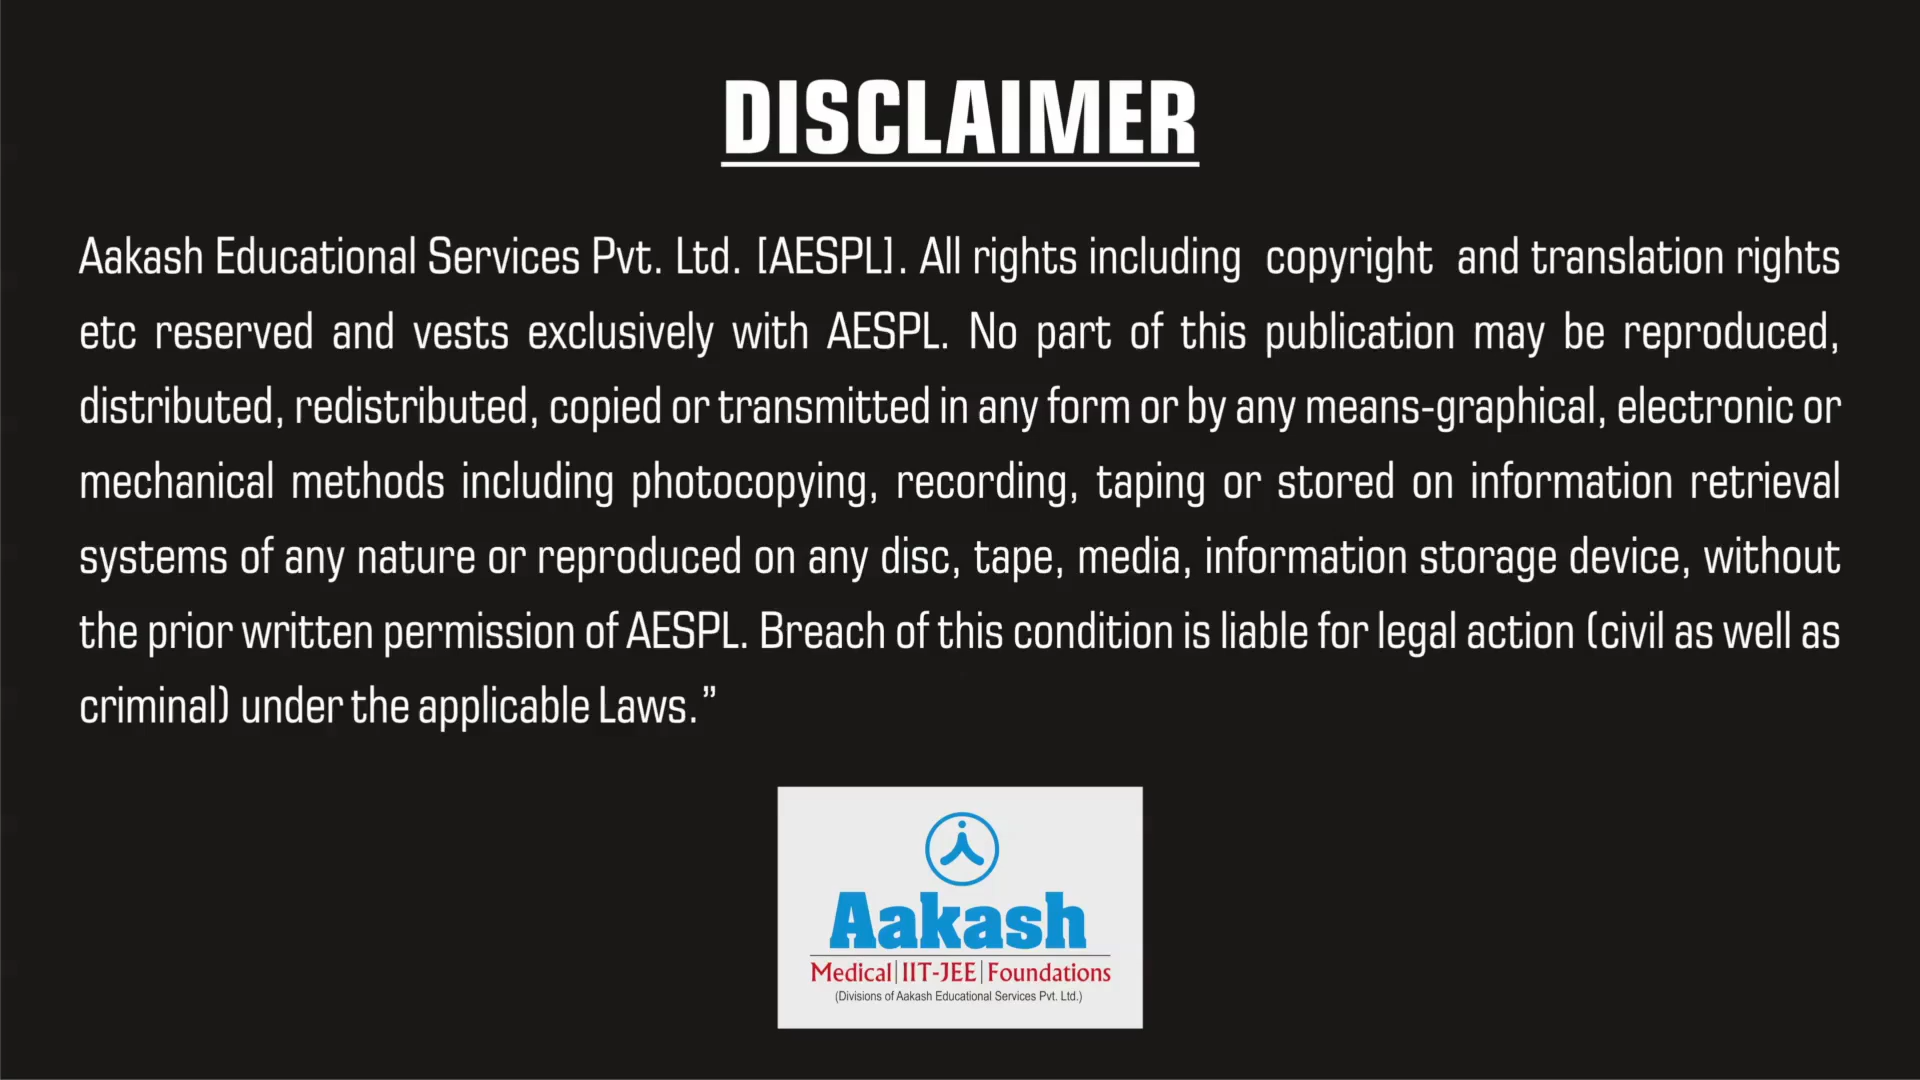 DISCLAIMER
Aakash Educational Services Pvt. Ltd. [AESPL]. All rights including copyright and translation rights
etc reserved and vests exclusively with AESPL. No part of this publication may be reproduced,
distributed, redistributed, copied or transmitted in any form or by any means-graphical, electronic or
mechanical methods including photocopying, recording, taping or stored on information retrieval
systems of any nature or reproduced on any disc, tape, media, information storage device, without
the prior written permission of AESPL. Breach of this condition is liable for legal action (civil as well as
criminal) under the applicable Laws.”
Aakash
Medical|IIT-JEE|Foundations
(Divisions of Aakash Educational Services Pvt. Ltd.)